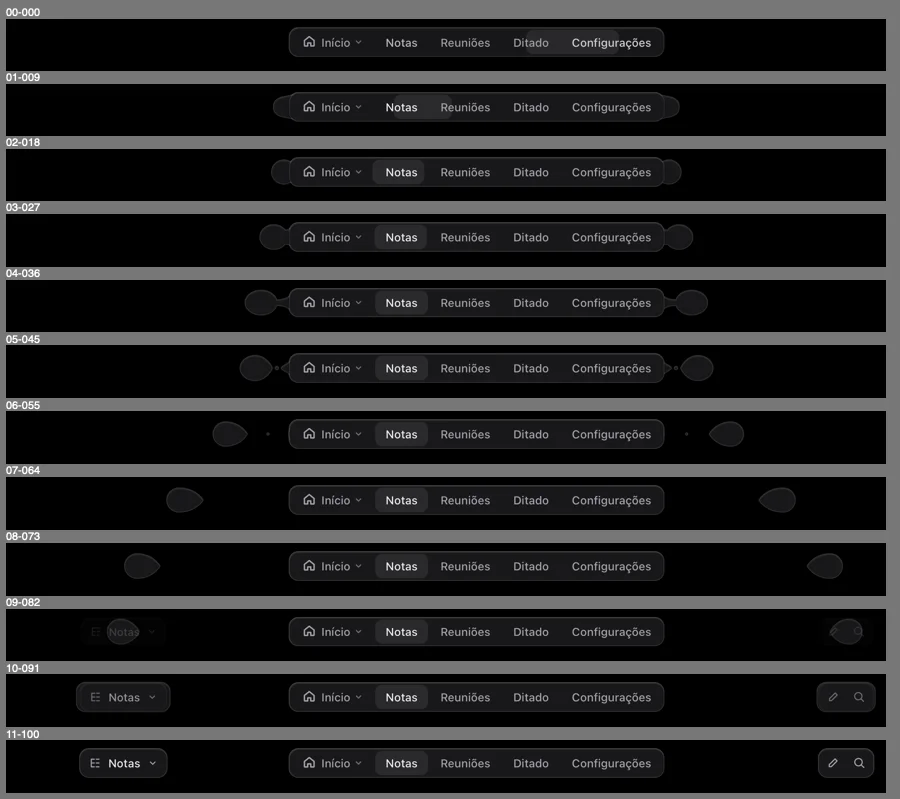 00-000
Início Notas Reuniões Ditado Configurações
01-009
Início Notas Reuniões Ditado Configurações
02-018
Início Notas Reuniões Ditado Configurações
03-027
Início Notas Reuniões Ditado Configurações
04-036
Início Notas Reuniões Ditado Configurações
05-045
Início Notas Reuniões Ditado Configurações
06-055
Início Notas Reuniões Ditado Configurações
07-064
Início Notas Reuniões Ditado Configurações
08-073
Início Notas Reuniões Ditado Configurações
09-082
Notas Início Notas Reuniões Ditado Configurações
10-091
Notas Início Notas Reuniões Ditado Configurações
11-100
Notas Início Notas Reuniões Ditado Configurações